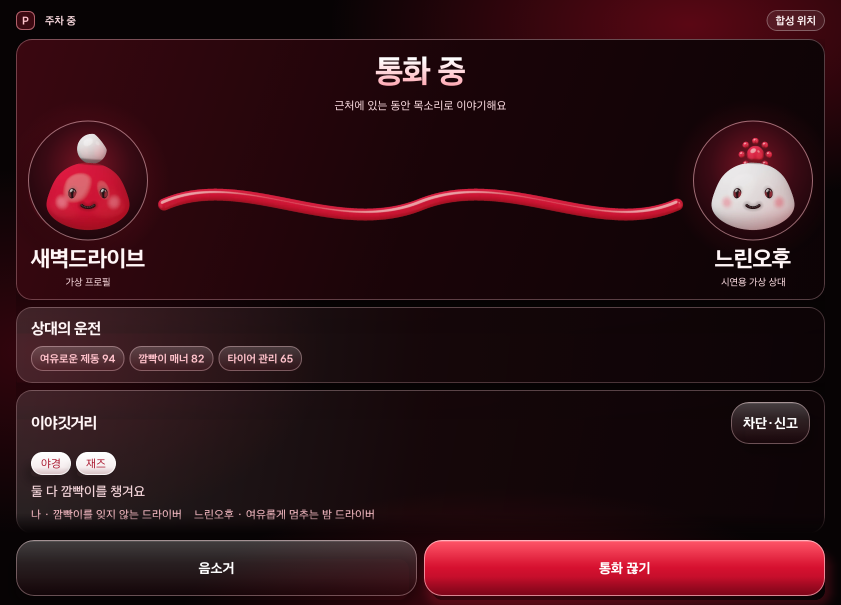 P 주차 중
합성 위치
통화 중
근처에 있는 동안 목소리로 이야기해요
새벽드라이브
가상 프로필
느린오후
시연용 가상 상대
상대의 운전
여유로운 제동 94 깜빡이 매너 82 타이어 관리 65
이야깃거리
차단·신고
야경 재즈
둘 다 깜빡이를 챙겨요
나 · 깜빡이를 잊지 않는 드라이버 느린오후 · 여유롭게 멈추는 밤 드라이버
음소거
통화 끊기